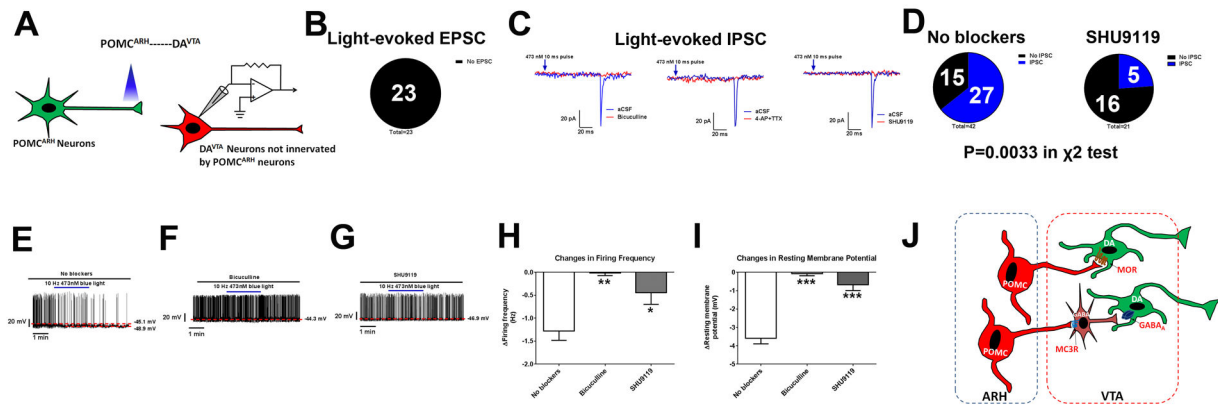 A
POMC^ARH------DA^VTA
POMC^ARH Neurons
DA^VTA Neurons not innervated
by POMC^ARH neurons
B
Light-evoked EPSC
23
No EPSC
Total=23
C
Light-evoked IPSC
473 nM 10 ms pulse
20 pA
20 ms
aCSF
Bicuculline
473 nM 10 ms pulse
20 pA
20 ms
aCSF
4-AP+TTX
473 nM 10 ms pulse
20 pA
20 ms
aCSF
SHU9119
D
No blockers
15
27
No IPSC
IPSC
Total=42
SHU9119
5
16
No IPSC
IPSC
Total=21
P=0.0033 in χ2 test
E
No blockers
10 Hz 473nM blue light
20 mV
1 min
-45.1 mV
-48.9 mV
F
Bicuculline
10 Hz 473nM blue light
20 mV
1 min
-44.3 mV
G
SHU9119
10 Hz 473nM blue light
20 mV
1 min
-46.9 mV
H
Changes in Firing Frequency
ΔFiring frequency
(Hz)
0.0
-0.5
-1.0
-1.5
-2.0
**
*
No blockers
Bicuculline
SHU9119
I
Changes in Resting Membrane Potential
ΔResting membrane
potential (mV)
0
-1
-2
-3
-4
-5
***
***
No blockers
Bicuculline
SHU9119
J
DA
MOR
POMC
DA
GABA
GABA_A
MC3R
POMC
ARH
VTA